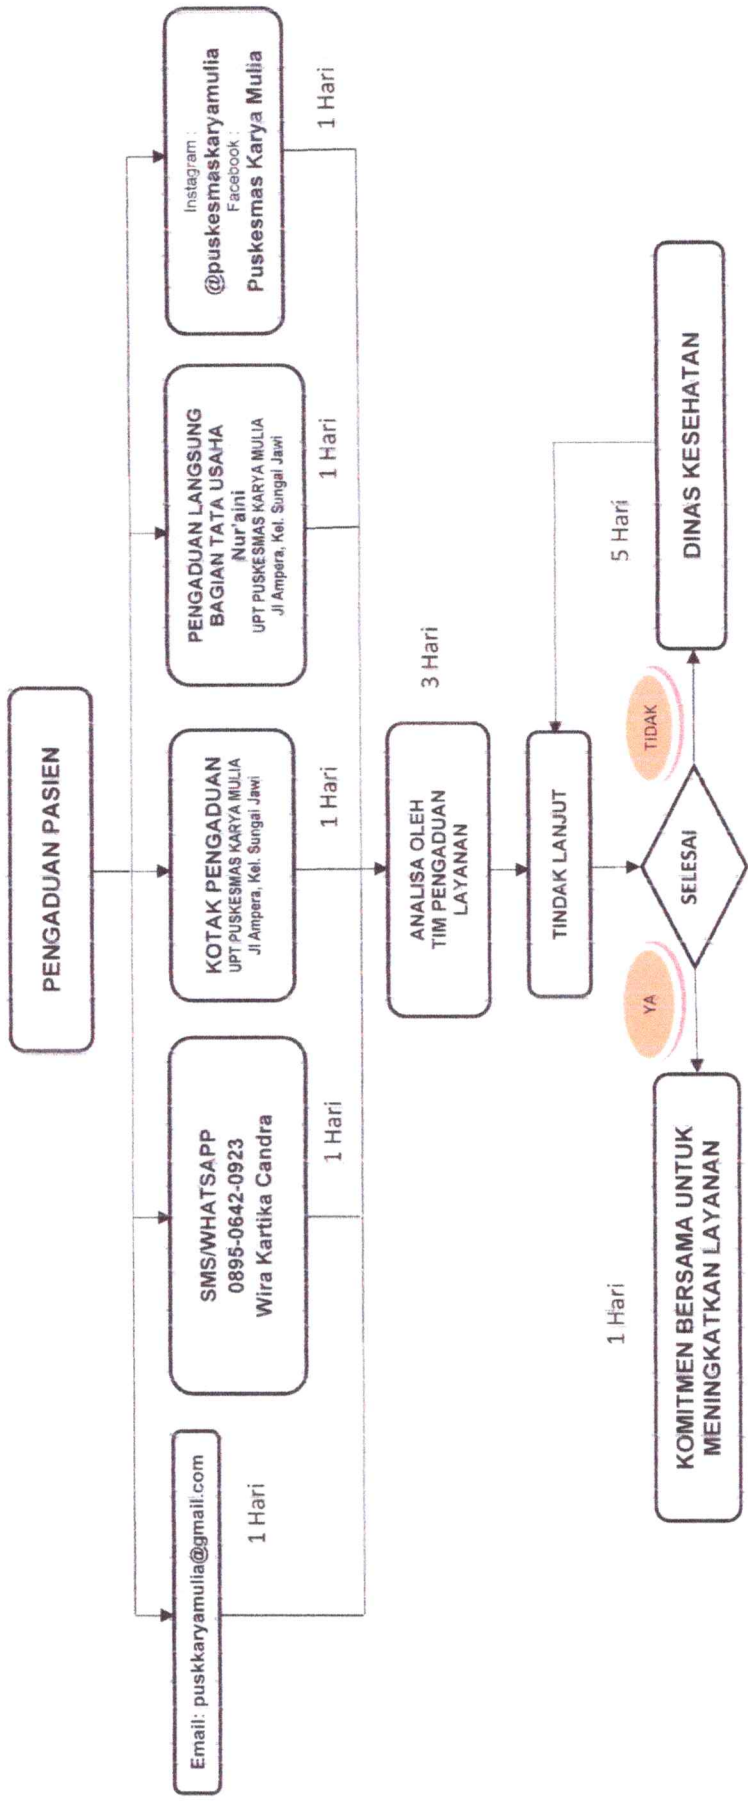 PENGADUAN PASIEN
Email: puskkaryamulia@gmail.com
1 Hari
SMS/WHATSAPP
0895-0642-0923
Wira Kartika Candra
1 Hari
KOTAK PENGADUAN
UPT PUSKESMAS KARYA MULIA
Jl Ampera, Kel. Sungai Jawi
1 Hari
PENGADUAN LANGSUNG
BAGIAN TATA USAHA
Nur'aini
UPT PUSKESMAS KARYA MULIA
Jl Ampera, Kel. Sungai Jawi
1 Hari
Instagram :
@puskesmaskaryamulia
Facebook :
Puskesmas Karya Mulia
1 Hari
ANALISA OLEH
TIM PENGADUAN
LAYANAN
3 Hari
TINDAK LANJUT
5 Hari
YA
SELESAI
TIDAK
1 Hari
KOMITMEN BERSAMA UNTUK
MENINGKATKAN LAYANAN
DINAS KESEHATAN